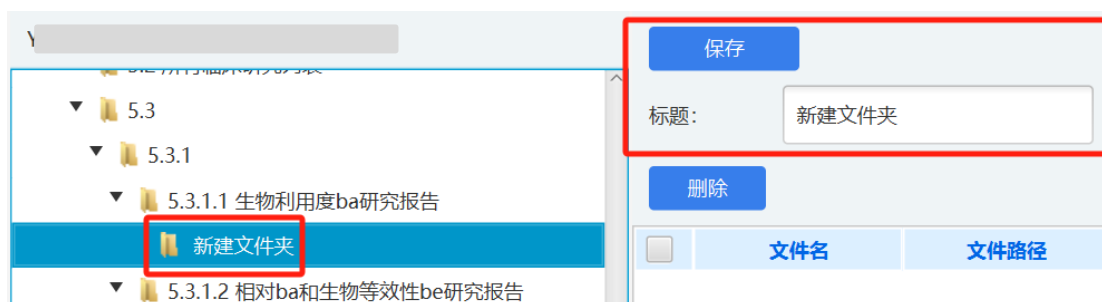 Y
保存
5.3
标题:
新建文件夹
5.3.1
5.3.1.1 生物利用度ba研究报告
删除
新建文件夹
文件名
文件路径
5.3.1.2 相对ba和生物等效性be研究报告